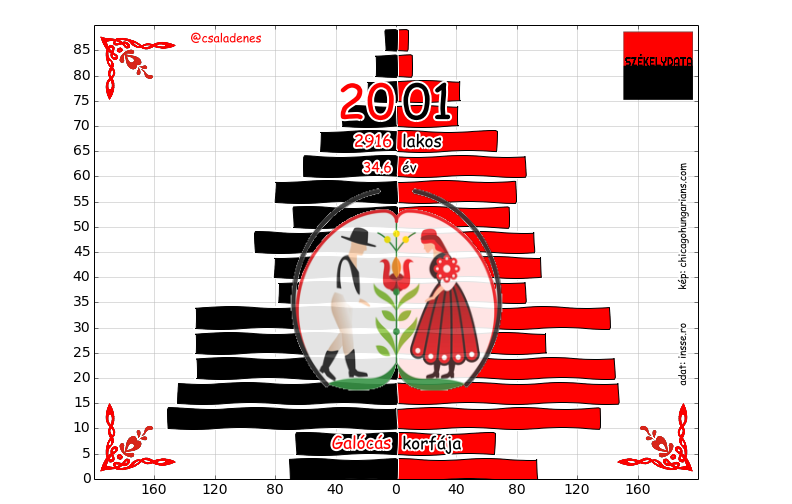 @csaladenes
SZÉKELYDATA
2001
2916 lakos
34.6 év
kép: chicagohungarians.com
adat: insse.ro
Galócás korfája
85
80
75
70
65
60
55
50
45
40
35
30
25
20
15
10
5
0
160 120 80 40 0 40 80 120 160